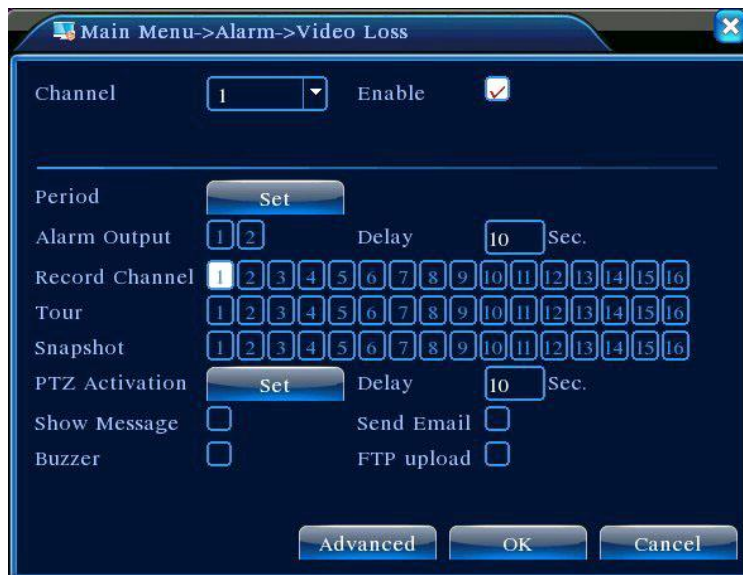 Main Menu->Alarm->Video Loss
Channel 1 Enable
Period Set
Alarm Output 1 2 Delay 10 Sec.
Record Channel 1 2 3 4 5 6 7 8 9 10 11 12 13 14 15 16
Tour 1 2 3 4 5 6 7 8 9 10 11 12 13 14 15 16
Snapshot 1 2 3 4 5 6 7 8 9 10 11 12 13 14 15 16
PTZ Activation Set Delay 10 Sec.
Show Message Send Email
Buzzer FTP upload
Advanced OK Cancel